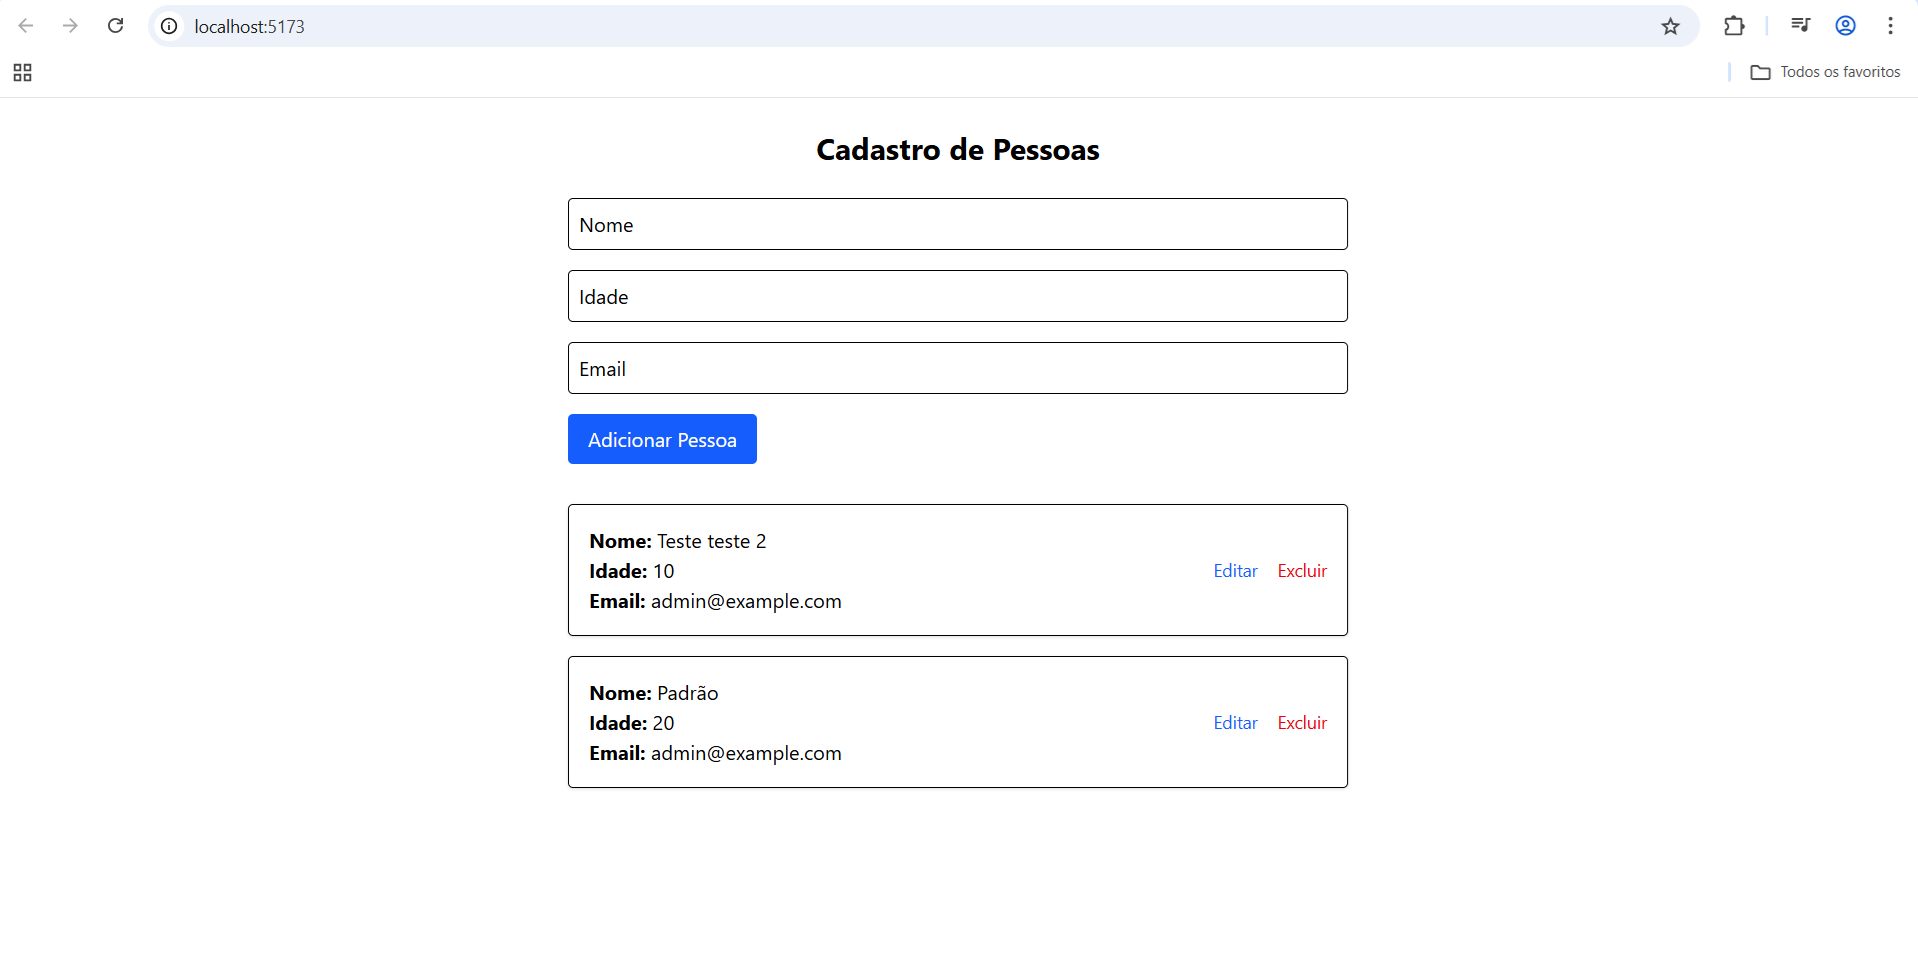 localhost:5173
Todos os favoritos
Cadastro de Pessoas
Nome
Idade
Email
Adicionar Pessoa
Nome: Teste teste 2
Idade: 10
Email: admin@example.com
Editar Excluir
Nome: Padrão
Idade: 20
Email: admin@example.com
Editar Excluir